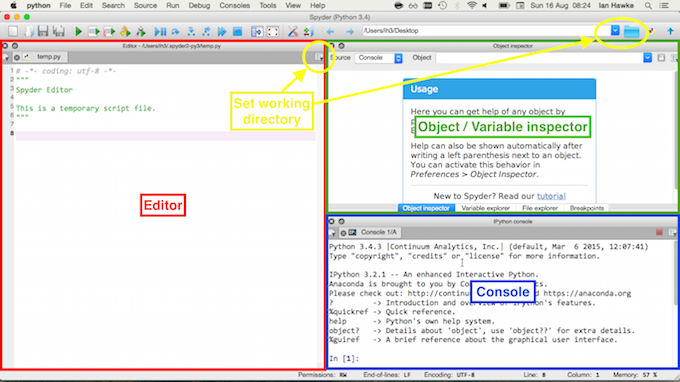 python File Edit Search Source Run Debug Consoles Tools View Help Sun 16 Aug 08:24 Ian Hawke
Spyder (Python 3.4)
/Users/ih3/Desktop
Editor - /Users/ih3/.spyder2-py3/temp.py
temp.py
1 # -*- coding: utf-8 -*-
2 """
3 Spyder Editor
4
5 This is a temporary script file.
6 """
7
8
Set working
directory
Editor
Object inspector
Source Console Object
Usage
Here you can get help of any object by
Object / Variable inspector
Help can also be shown automatically after
writing a left parenthesis next to an object.
You can activate this behavior in
Preferences > Object Inspector.
New to Spyder? Read our tutorial
Object inspector Variable explorer File explorer Breakpoints
IPython console
Console 1/A
Python 3.4.3 |Continuum Analytics, Inc.| (default, Mar 6 2015, 12:07:41)
Type "copyright", "credits" or "license" for more information.
IPython 3.2.1 -- An enhanced Interactive Python.
Anaconda is brought to you by
Please check out: http:// https://anaconda.org
? -> Introduction and features.
%quickref -> Quick reference.
help -> Python's own help system.
object? -> Details about 'object', use 'object??' for extra details.
%guiref -> A brief reference about the graphical user interface.
Console
In [1]:
Permissions: RW End-of-lines: LF Encoding: UTF-8 Line: 8 Column: 1 Memory: 57 %